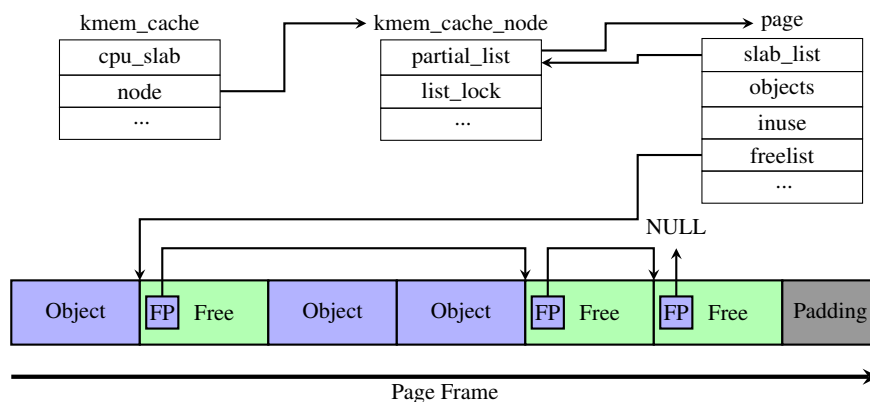 kmem_cache
cpu_slab
node
...
kmem_cache_node
partial_list
list_lock
...
page
slab_list
objects
inuse
freelist
...
NULL
Object
FP
Free
Object
Object
FP
Free
FP
Free
Padding
Page Frame